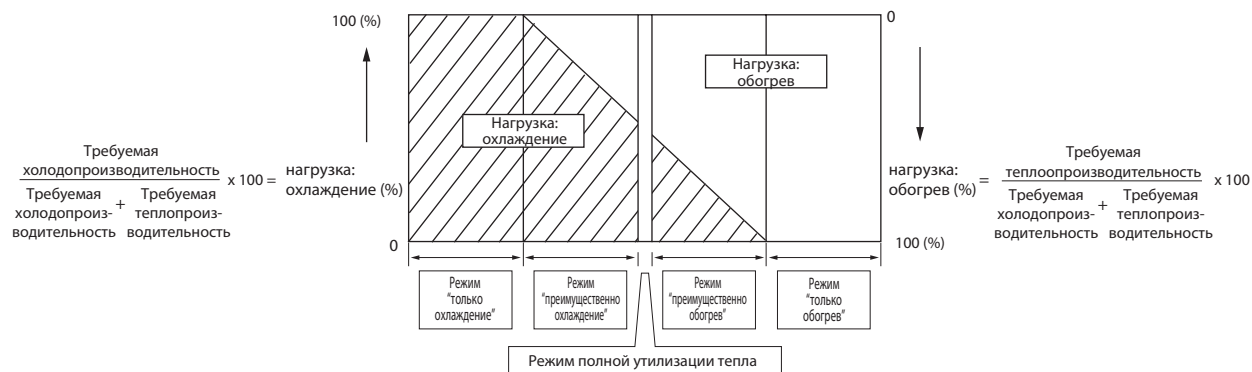 100 (%)
0
Нагрузка:
обогрев
Нагрузка:
охлаждение
Требуемая
холодопроизводительность
Требуемая
холодопроиз-
водительность
+
Требуемая
теплопроиз-
водительность
x 100 =
нагрузка:
охлаждение (%)
нагрузка:
обогрев (%)
=
Требуемая
теплоопроизводительность
Требуемая
холодопроиз-
водительность
+
Требуемая
теплопроиз-
водительность
x 100
0
100 (%)
Режим
"только
охлаждение"
Режим
"преимущественно
охлаждение"
Режим
"преимущественно
обогрев"
Режим
"только
обогрев"
Режим полной утилизации тепла